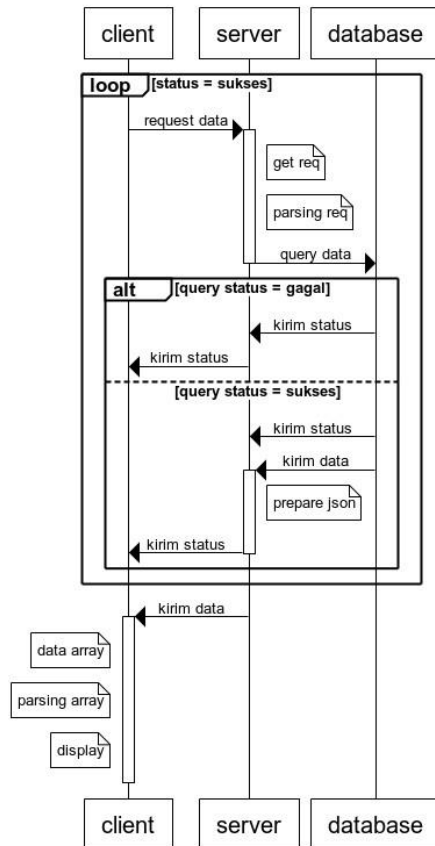 client server database
loop [status = sukses]
request data
get req
parsing req
query data
alt [query status = gagal]
kirim status
kirim status
[query status = sukses]
kirim status
kirim data
prepare json
kirim status
kirim data
data array
parsing array
display
client server database